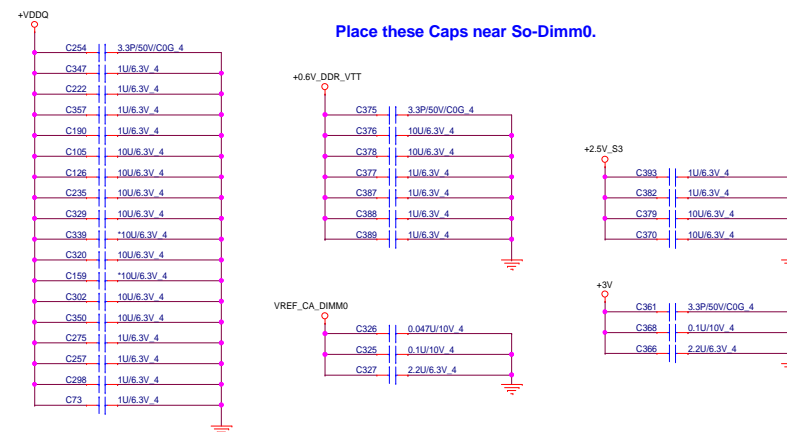 +VDDQ
C254 3.3P/50V/C0G_4
C347 1U/6.3V_4
C222 1U/6.3V_4
C357 1U/6.3V_4
C190 1U/6.3V_4
C105 10U/6.3V_4
C126 10U/6.3V_4
C235 10U/6.3V_4
C329 10U/6.3V_4
C339 *10U/6.3V_4
C320 10U/6.3V_4
C159 *10U/6.3V_4
C302 10U/6.3V_4
C350 10U/6.3V_4
C275 1U/6.3V_4
C257 1U/6.3V_4
C298 1U/6.3V_4
C73 1U/6.3V_4
Place these Caps near So-Dimm0.
+0.6V_DDR_VTT
C375 3.3P/50V/C0G_4
C376 10U/6.3V_4
C378 10U/6.3V_4
C377 1U/6.3V_4
C387 1U/6.3V_4
C388 1U/6.3V_4
C389 1U/6.3V_4
VREF_CA_DIMM0
C326 0.047U/10V_4
C325 0.1U/10V_4
C327 2.2U/6.3V_4
+2.5V_S3
C393 1U/6.3V_4
C382 1U/6.3V_4
C379 10U/6.3V_4
C370 10U/6.3V_4
+3V
C361 3.3P/50V/C0G_4
C368 0.1U/10V_4
C366 2.2U/6.3V_4